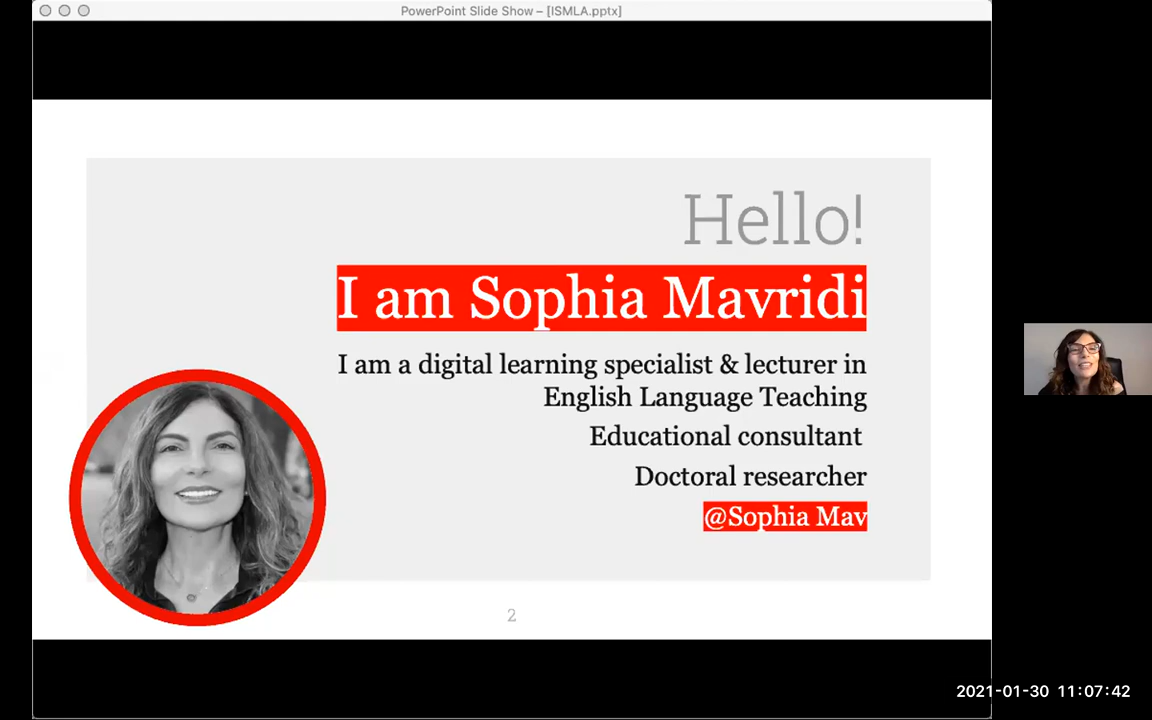 PowerPoint Slide Show – [ISMLA.pptx]
Hello!
I am Sophia Mavridi
I am a digital learning specialist & lecturer in
English Language Teaching
Educational consultant
Doctoral researcher
@Sophia Mav
2
2021-01-30 11:07:42